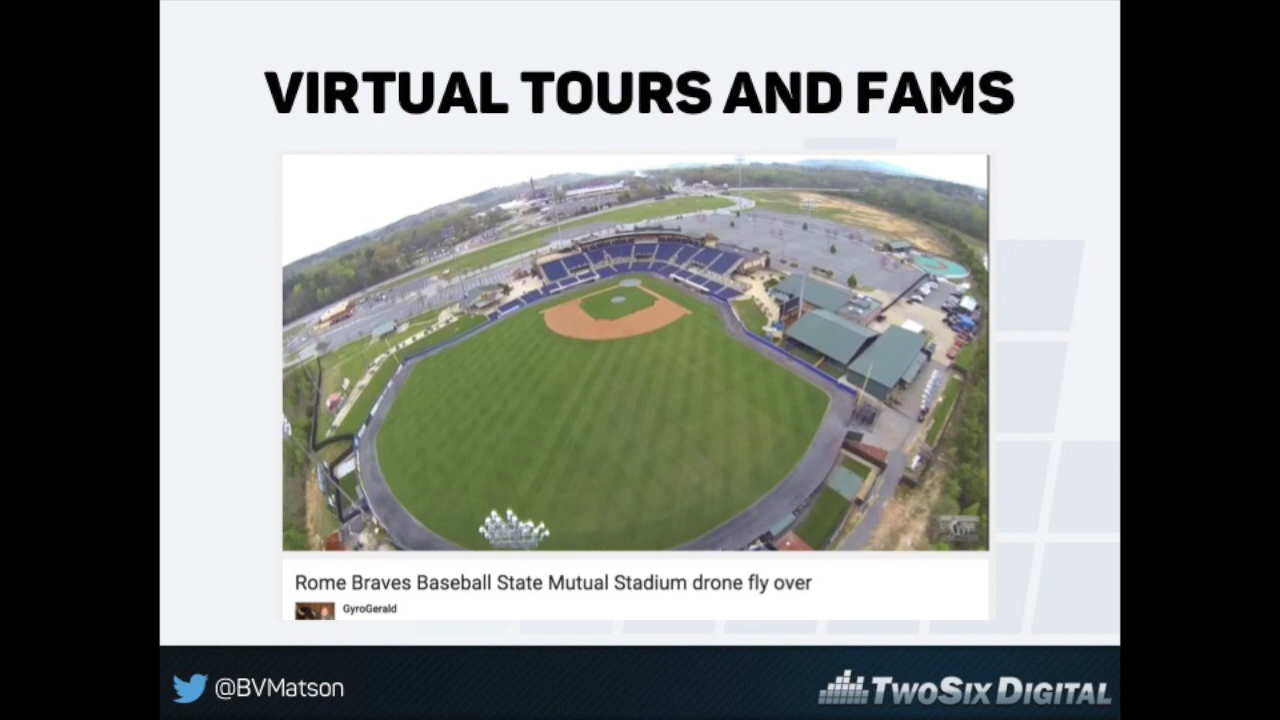 VIRTUAL TOURS AND FAMS
Rome Braves Baseball State Mutual Stadium drone fly over
GyroGerald
@BVMatson
TWOSIX DIGITAL